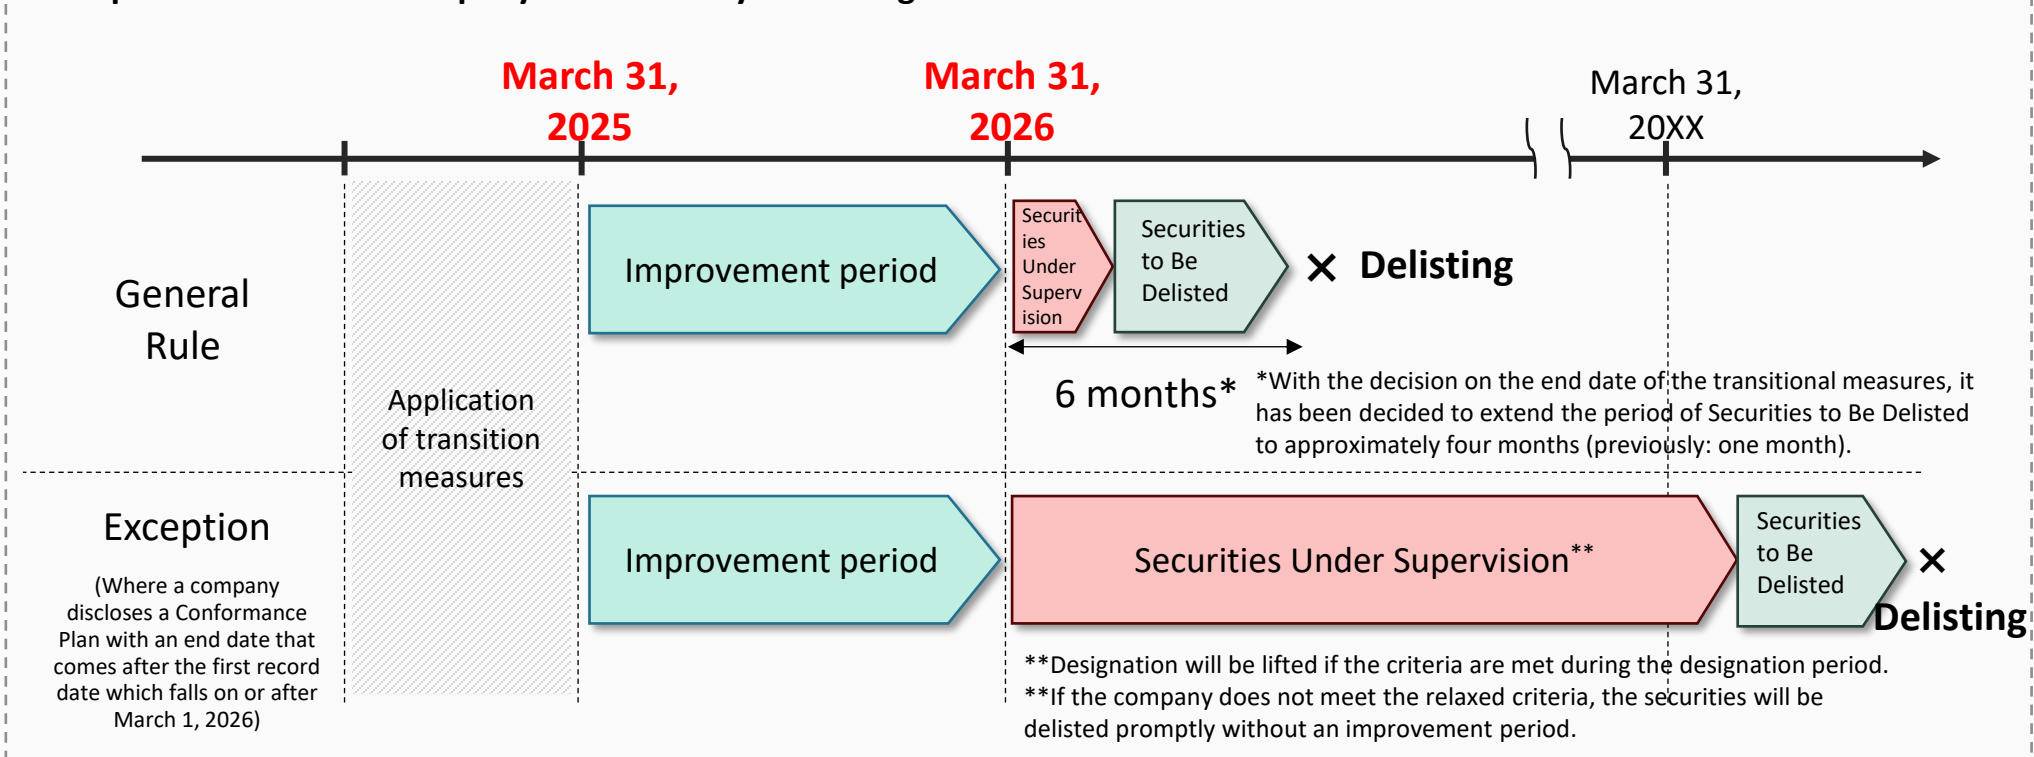 March 31,
2025
March 31,
2026
March 31,
20XX
General
Rule
Improvement period
Securit
ies
Under
Superv
ision
Securities
to Be
Delisted
× Delisting
6 months*
*With the decision on the end date of the transitional measures, it
has been decided to extend the period of Securities to Be Delisted
to approximately four months (previously: one month).
Application
of transition
measures
Exception
(Where a company
discloses a Conformance
Plan with an end date that
comes after the first record
date which falls on or after
March 1, 2026)
Improvement period
Securities Under Supervision**
Securities
to Be
Delisted
×
Delisting
**Designation will be lifted if the criteria are met during the designation period.
**If the company does not meet the relaxed criteria, the securities will be
delisted promptly without an improvement period.